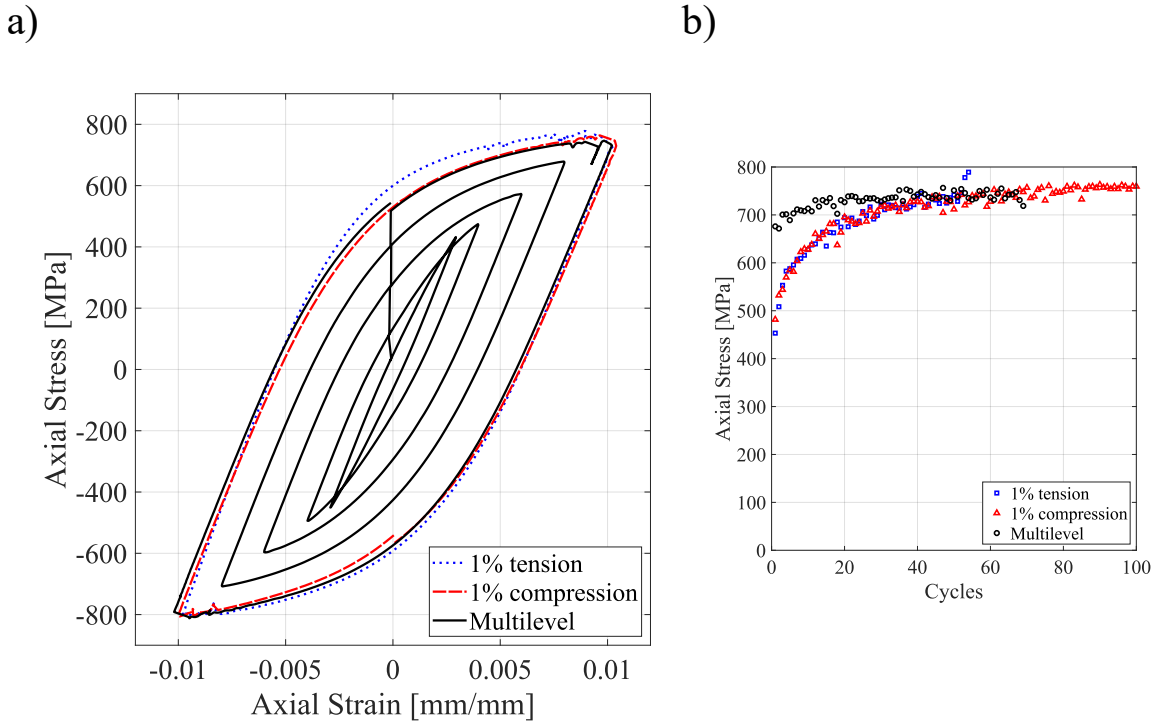 a)
Axial Stress [MPa]
800
600
400
200
0
-200
-400
-600
-800
-0.01
-0.005
0
0.005
0.01
Axial Strain [mm/mm]
1% tension
1% compression
Multilevel
b)
Axial Stress [MPa]
800
700
600
500
400
300
200
100
0
0
20
40
60
80
100
Cycles
1% tension
1% compression
Multilevel